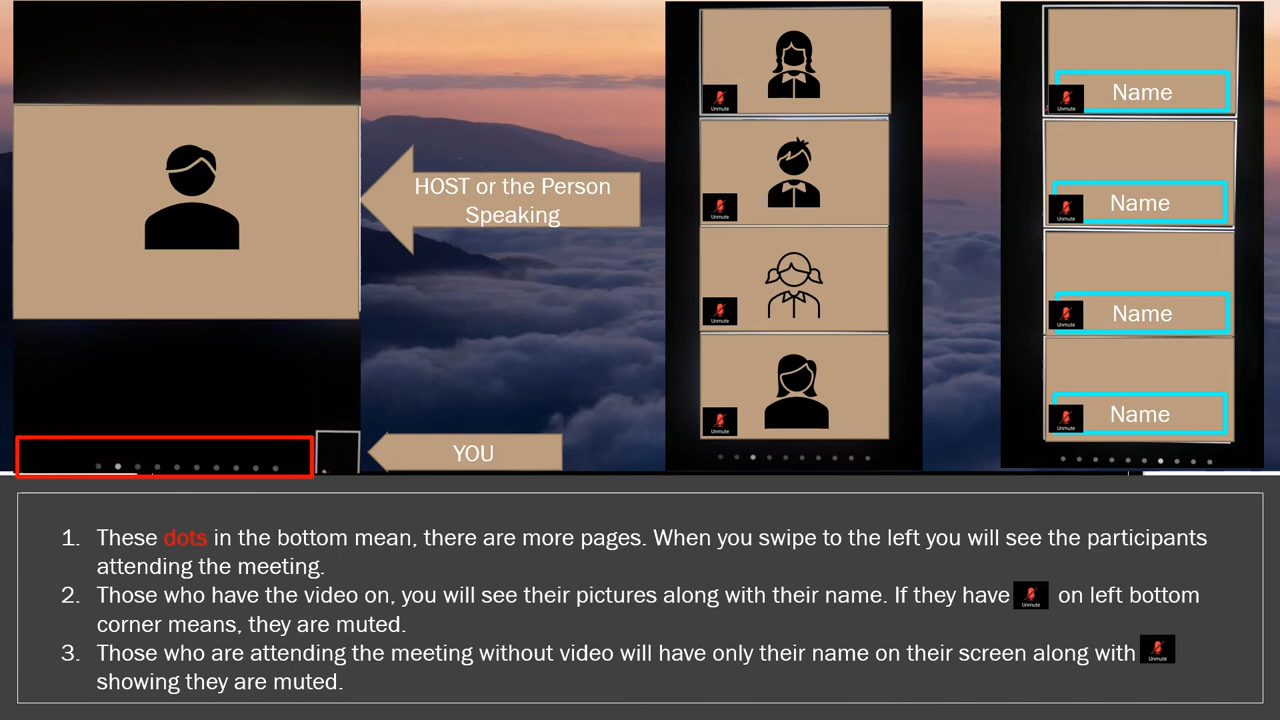 HOST or the Person
Speaking
YOU
Unmute
Unmute
Unmute
Unmute
Name
Unmute
Name
Unmute
Name
Unmute
Name
Unmute
1. These dots in the bottom mean, there are more pages. When you swipe to the left you will see the participants
attending the meeting.
2. Those who have the video on, you will see their pictures along with their name. If they have Unmute on left bottom
corner means, they are muted.
3. Those who are attending the meeting without video will have only their name on their screen along with Unmute
showing they are muted.